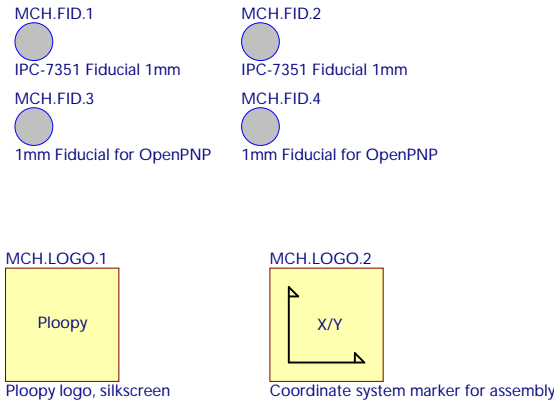 MCH.FID.1 MCH.FID.2
IPC-7351 Fiducial 1mm IPC-7351 Fiducial 1mm
MCH.FID.3 MCH.FID.4
1mm Fiducial for OpenPNP 1mm Fiducial for OpenPNP
MCH.LOGO.1 MCH.LOGO.2
Ploopy X/Y
Ploopy logo, silkscreen Coordinate system marker for assembly